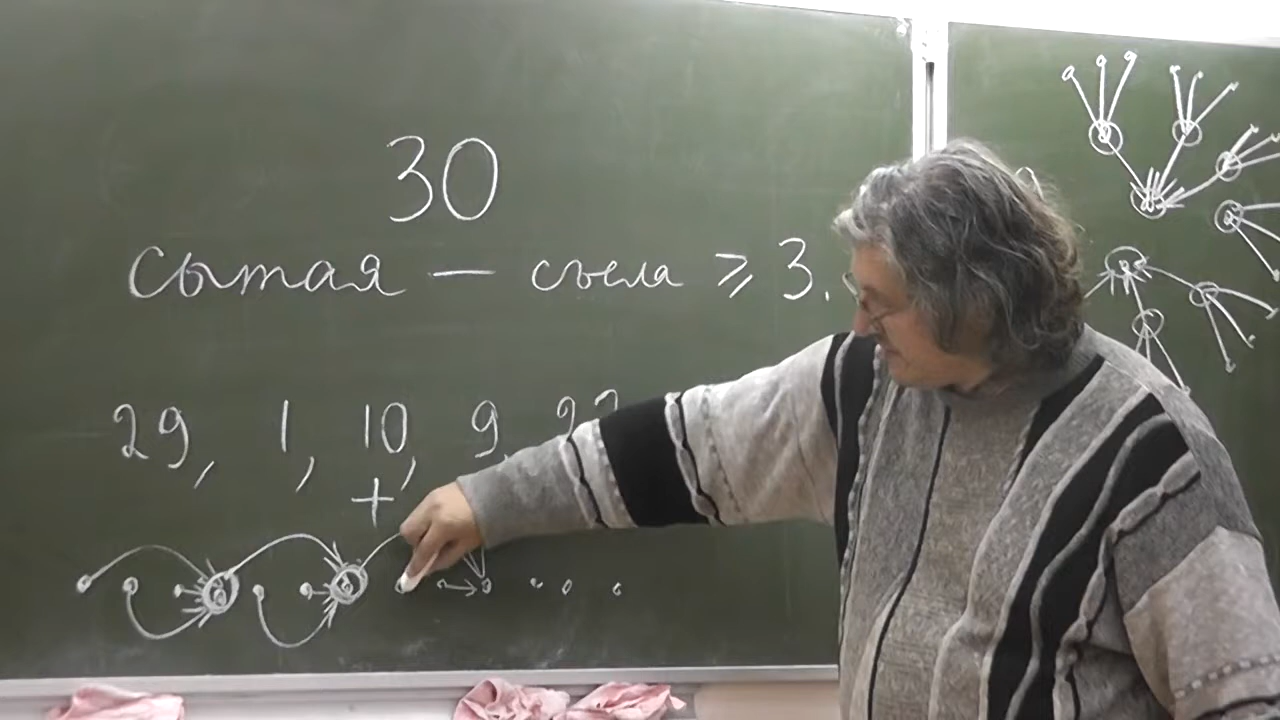 30
сытая — съела ⩾ 3.
29, 1, 10, 9,
+